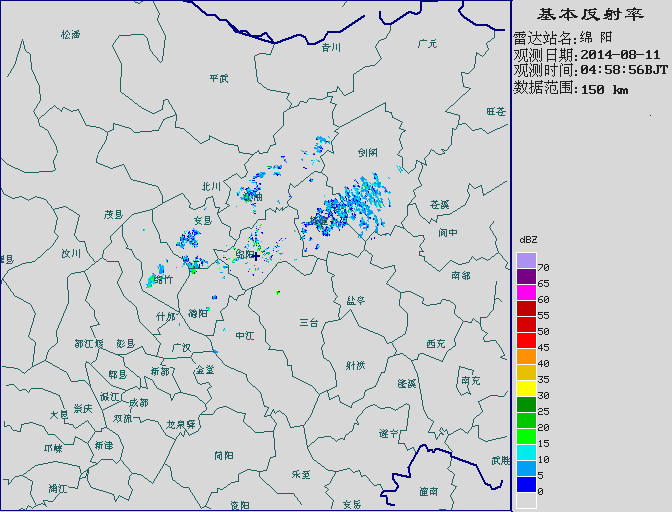 基本反射率
雷达站名:绵 阳
观测日期:2014-08-11
观测时间:04:58:56BJT
数据范围:150 km
松潘
青川
广元
平武
旺苍
剑阁
北川
茂县
安县
苍溪
阆中
汶川
绵阳
绵竹
南部
盐亭
什邡
德阳
三台
中江
西充
都江堰
彭县
广汉
射洪
郫县
新都
金堂
蓬溪
南充
温江
成都
大邑
崇庆
双流
龙泉驿
遂宁
邛崃
新津
简阳
武胜
乐至
蒲江
潼南
资阳
安岳
dBZ
70
65
60
55
50
45
40
35
30
25
20
15
10
5
0